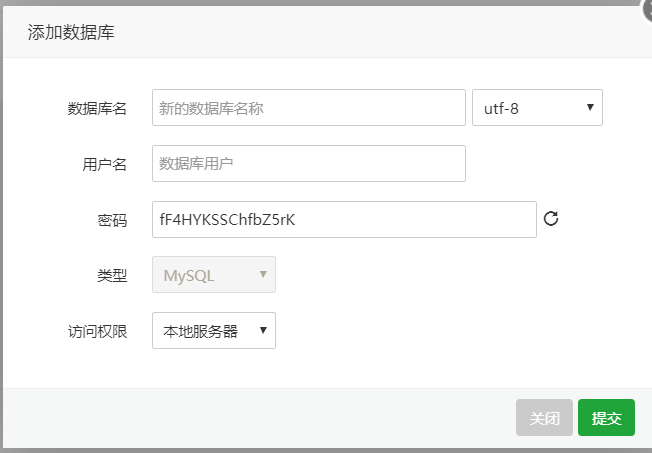 添加数据库
数据库名 新的数据库名称 utf-8
用户名 数据库用户
密码 fF4HYKSSChfbZ5rK
类型 MySQL
访问权限 本地服务器
关闭 提交